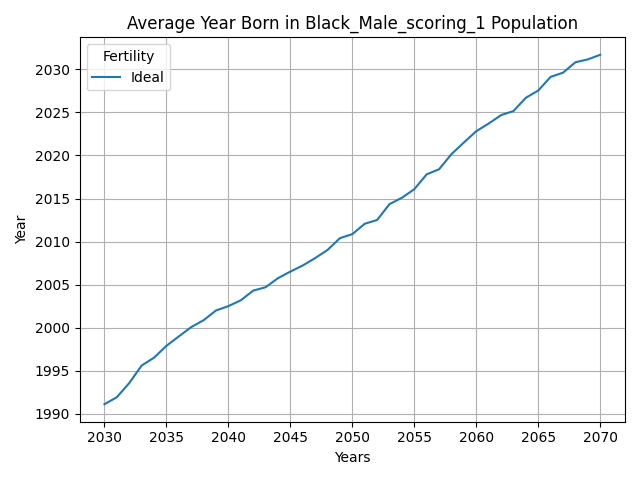 Average Year Born in Black_Male_scoring_1 Population
Fertility
Ideal
Year
2030
2025
2020
2015
2010
2005
2000
1995
1990
2030 2035 2040 2045 2050 2055 2060 2065 2070
Years